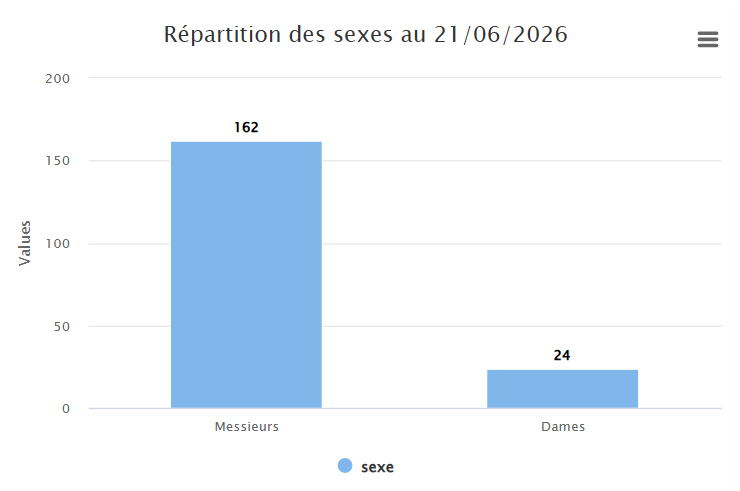 Répartition des sexes au 21/06/2026
Values
200
150
100
50
0
162
24
Messieurs
Dames
sexe